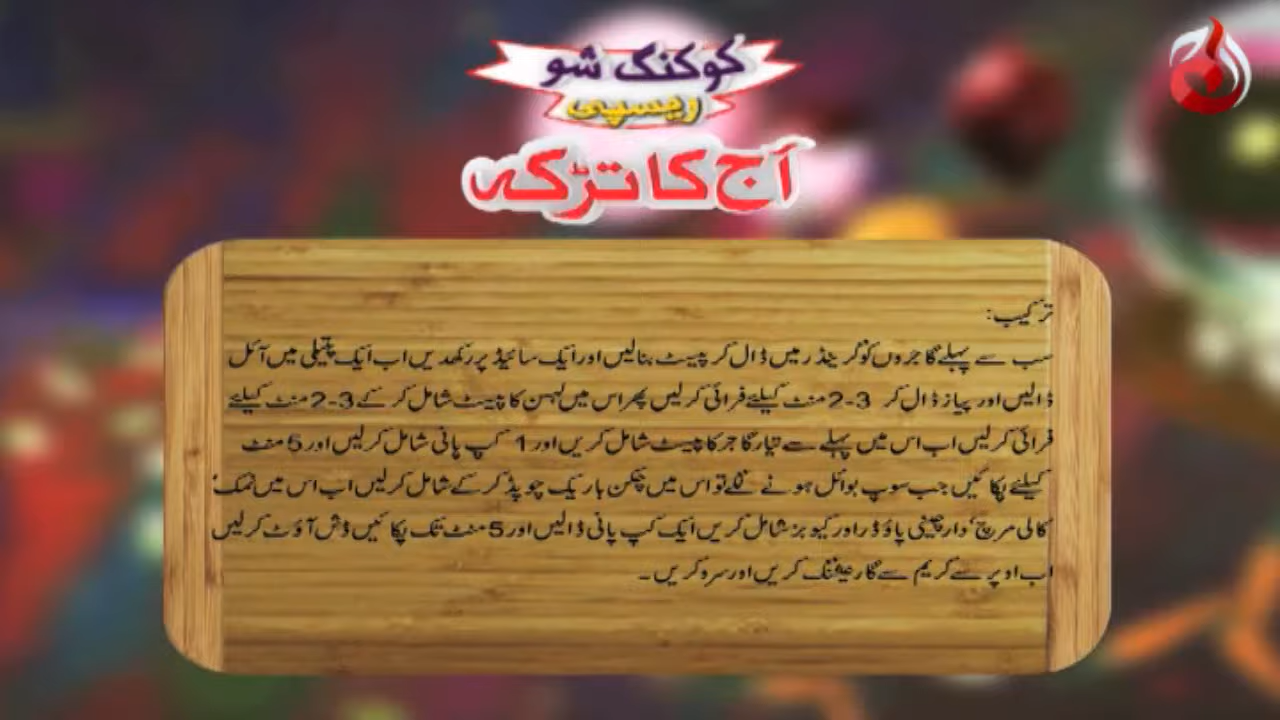 کوکنگ شو
ریسپی
آج کا تڑکہ
ترکیب:
سب سے پہلے گاجروں کو گرینڈر میں ڈال کر پیسٹ بنالیں اور ایک سائیڈ پر رکھدیں اب ایک پتیلی میں آئل
ڈالیں اور پیاز ڈال کر 3-2 منٹ کیلئے فرائی کرلیں پھر اس میں لہسن کا پیسٹ شامل کر کے 3-2 منٹ کیلئے
فرائی کرلیں اب اس میں پہلے سے تیار گاجر کا پیسٹ شامل کریں اور 1 کپ پانی شامل کرلیں اور 5 منٹ
کیلئے پکائیں جب سوپ بوائل ہونے لگے تو اس میں چکن باریک چوپڈ کر کے شامل کرلیں اب اس میں نمک'
کالی مرچ' دار چینی پاؤڈر اور کیوبز شامل کریں ایک کپ پانی ڈالیں اور 5 منٹ تک پکائیں ڈش آؤٹ کرلیں
اب اوپر سے کریم سے گارنیشنگ کریں اور سرو کریں۔